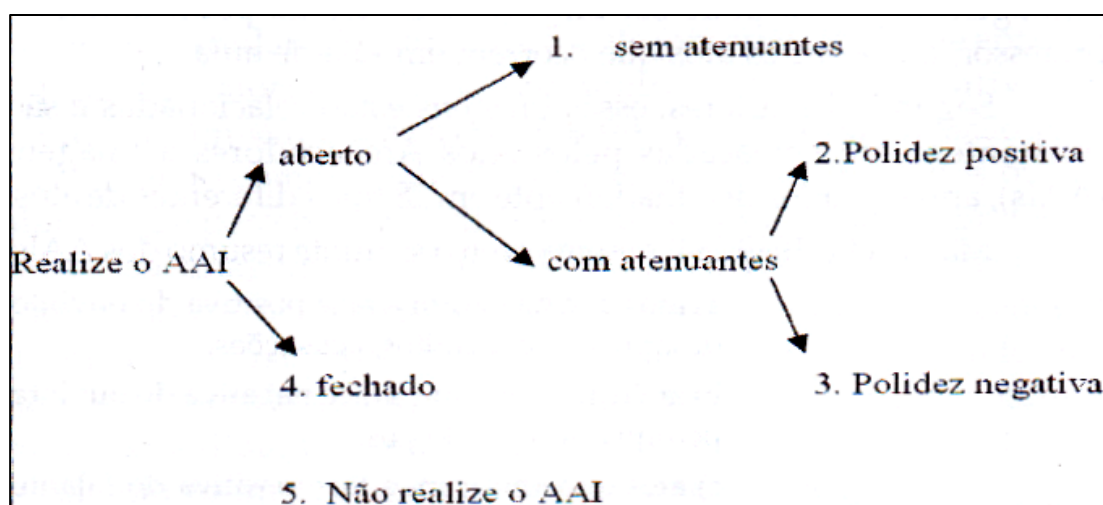 1. sem atenuantes
aberto
2.Polidez positiva
Realize o AAI
com atenuantes
4. fechado
3. Polidez negativa
5. Não realize o AAI